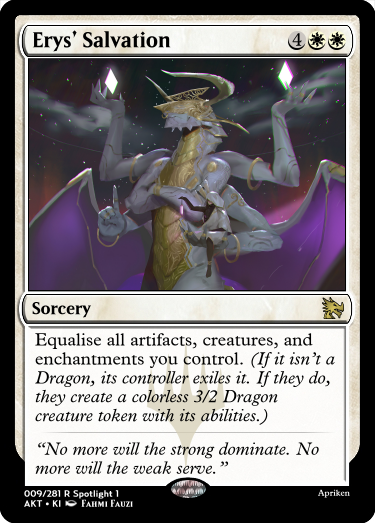 Erys’ Salvation 4
Sorcery
Equalise all artifacts, creatures, and
enchantments you control. (If it isn’t a
Dragon, its controller exiles it. If they do,
they create a colorless 3/2 Dragon
creature token with its abilities.)
“No more will the strong dominate. No
more will the weak serve.”
009/281 R Spotlight 1
AKT • KI Fahmi Fauzi
Apriken